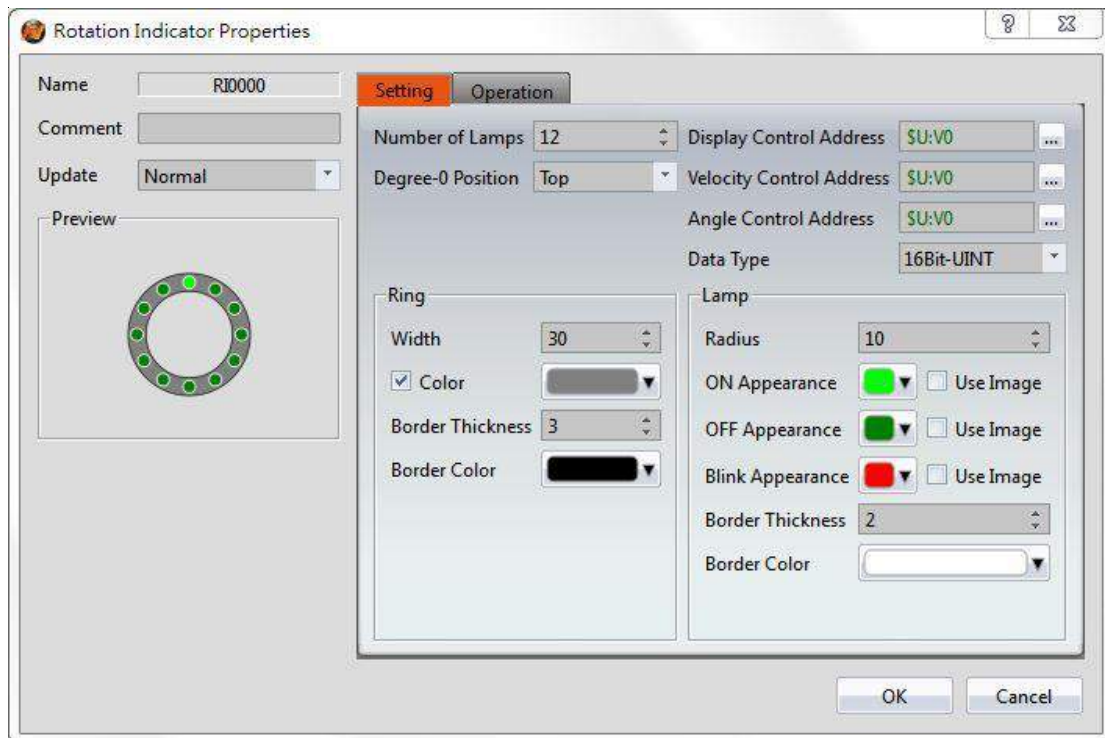 Rotation Indicator Properties
Name RI0000
Comment
Update Normal
Preview
Setting Operation
Number of Lamps 12 Display Control Address $U:V0 ...
Degree-0 Position Top Velocity Control Address $U:V0 ...
Angle Control Address $U:V0 ...
Data Type 16Bit-UINT
Ring
Width 30
Color
Border Thickness 3
Border Color
Lamp
Radius 10
ON Appearance Use Image
OFF Appearance Use Image
Blink Appearance Use Image
Border Thickness 2
Border Color
OK Cancel